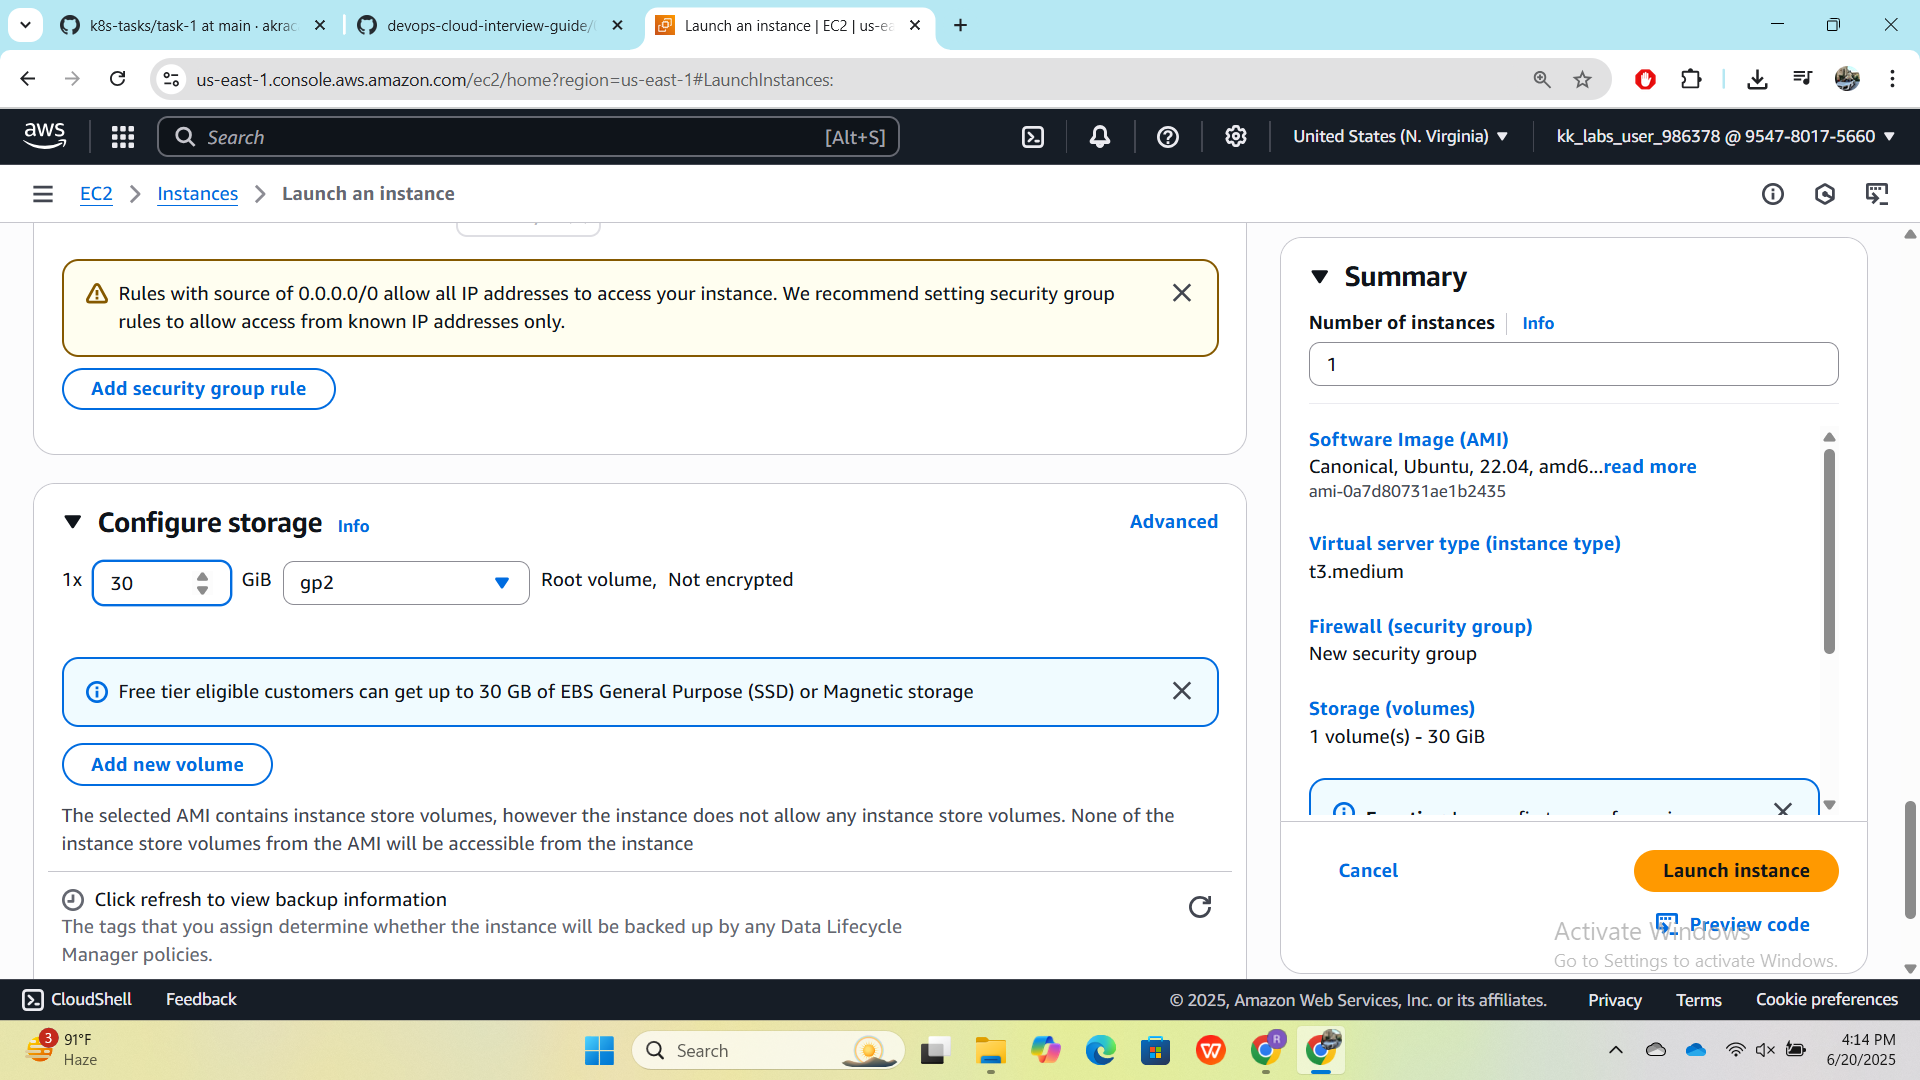 k8s-tasks/task-1 at main · akrac
devops-cloud-interview-guide/
Launch an instance | EC2 | us-ea
us-east-1.console.aws.amazon.com/ec2/home?region=us-east-1#LaunchInstances:
aws
Search
[Alt+S]
United States (N. Virginia)
kk_labs_user_986378 @ 9547-8017-5660
EC2
Instances
Launch an instance
Rules with source of 0.0.0.0/0 allow all IP addresses to access your instance. We recommend setting security group
rules to allow access from known IP addresses only.
Add security group rule
Configure storage
Info
Advanced
1x
30
GiB
gp2
Root volume, Not encrypted
Free tier eligible customers can get up to 30 GB of EBS General Purpose (SSD) or Magnetic storage
Add new volume
The selected AMI contains instance store volumes, however the instance does not allow any instance store volumes. None of the
instance store volumes from the AMI will be accessible from the instance
Click refresh to view backup information
The tags that you assign determine whether the instance will be backed up by any Data Lifecycle
Manager policies.
Summary
Number of instances
Info
1
Software Image (AMI)
Canonical, Ubuntu, 22.04, amd6...read more
ami-0a7d80731ae1b2435
Virtual server type (instance type)
t3.medium
Firewall (security group)
New security group
Storage (volumes)
1 volume(s) - 30 GiB
Cancel
Launch instance
Preview code
Activate Windows
Go to Settings to activate Windows.
CloudShell
Feedback
© 2025, Amazon Web Services, Inc. or its affiliates.
Privacy
Terms
Cookie preferences
3
91°F
Haze
Search
R
4:14 PM
6/20/2025